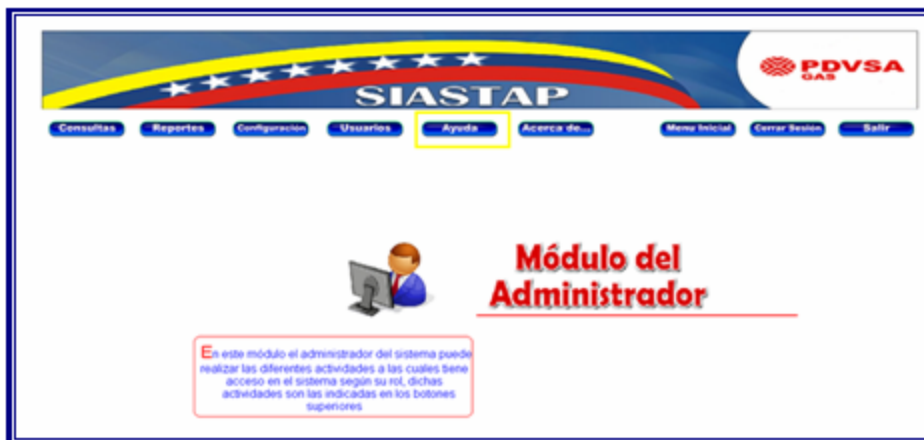 PDVSA
GAS
SIASTAP
Consultas Reportes Configuración Usuarios Ayuda Acerca de... Menu Inicial Cerrar Sesión Salir
Módulo del
Administrador
En este módulo el administrador del sistema puede
realizar las diferentes actividades a las cuales tiene
acceso en el sistema según su rol, dichas
actividades son las indicadas en los botones
superiores